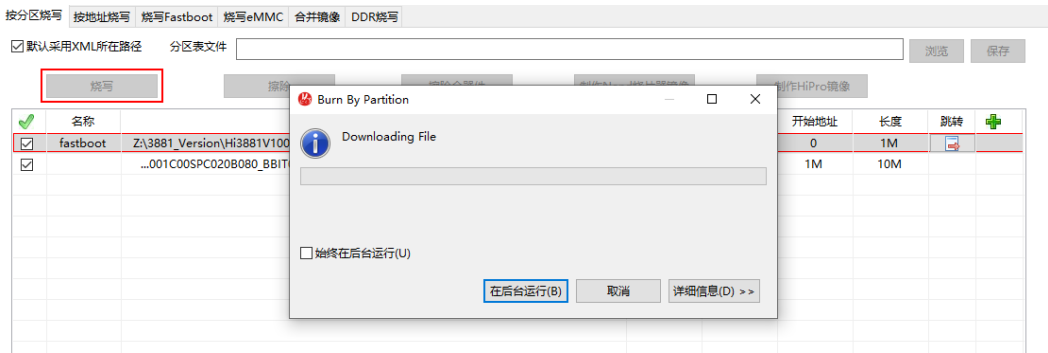 按分区烧写 按地址烧写 烧写Fastboot 烧写eMMC 合并镜像 DDR烧写
默认采用XML所在路径 分区表文件 浏览 保存
烧写 擦除 制作HiPro镜像
Burn By Partition
名称 开始地址 长度 跳转
Downloading File
fastboot Z:\3881_Version\Hi3881V100 0 1M
...001C00SPC020B080_BBIT 1M 10M
始终在后台运行(U)
在后台运行(B) 取消 详细信息(D) >>